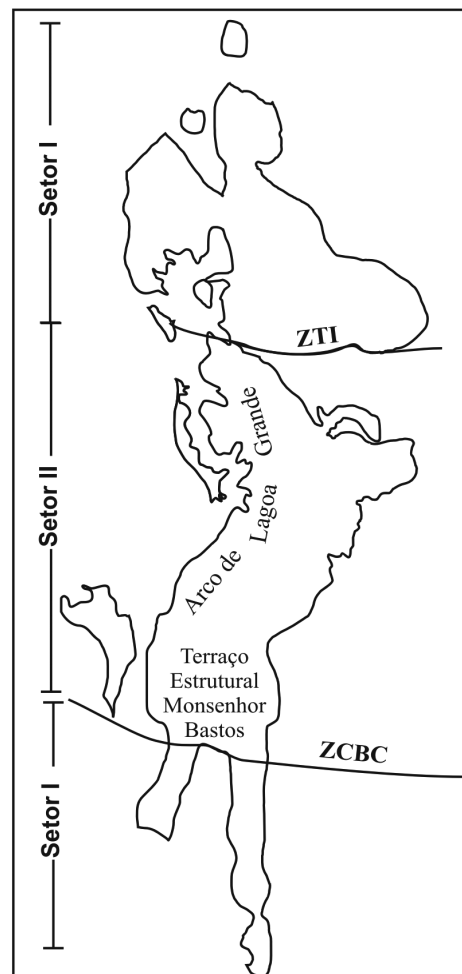 Setor I
ZTI
Setor II
Arco de Lagoa Grande
Terraço
Estrutural
Monsenhor
Bastos
ZCBC
Setor I